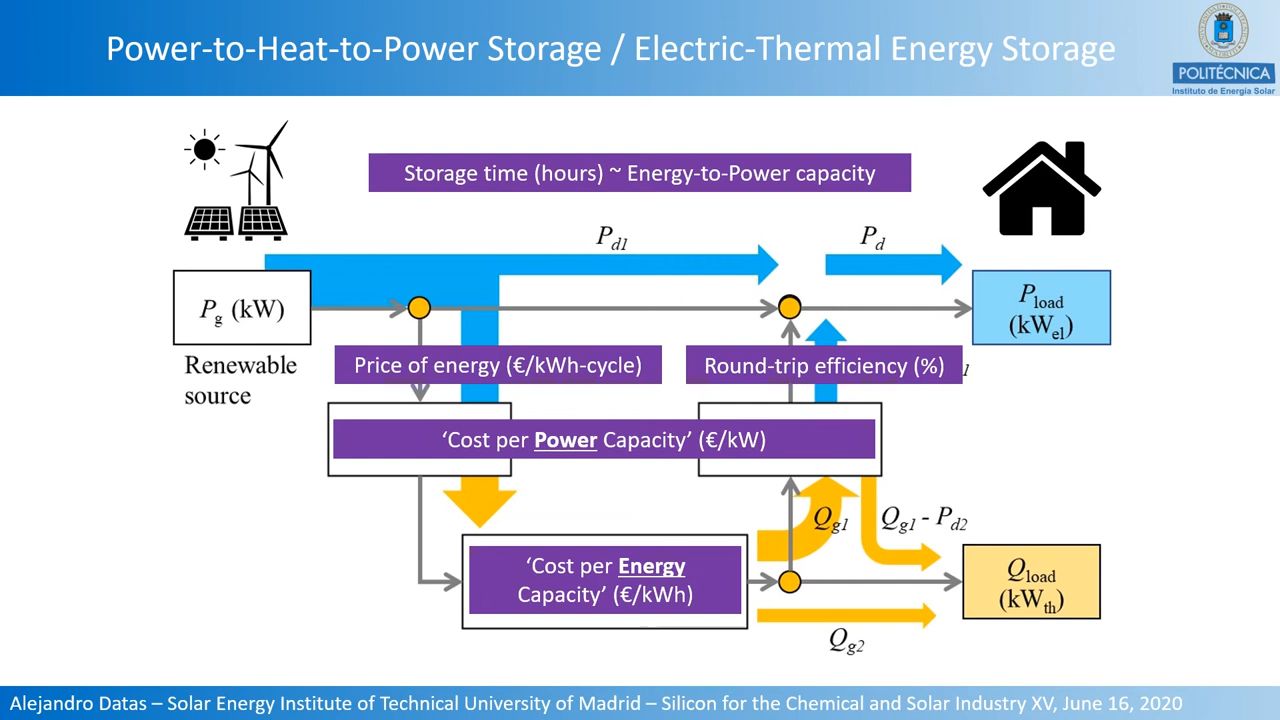 Power-to-Heat-to-Power Storage / Electric-Thermal Energy Storage
POLITÉCNICA
Instituto de Energía Solar
Storage time (hours) ~ Energy-to-Power capacity
Pd1
Pd
Pg (kW)
Pload
(kWel)
Renewable
source
Price of energy (€/kWh-cycle)
Round-trip efficiency (%)
‘Cost per Power Capacity’ (€/kW)
Qg1
Qg1 - Pd2
‘Cost per Energy
Capacity’ (€/kWh)
Qload
(kWth)
Qg2
Alejandro Datas – Solar Energy Institute of Technical University of Madrid – Silicon for the Chemical and Solar Industry XV, June 16, 2020